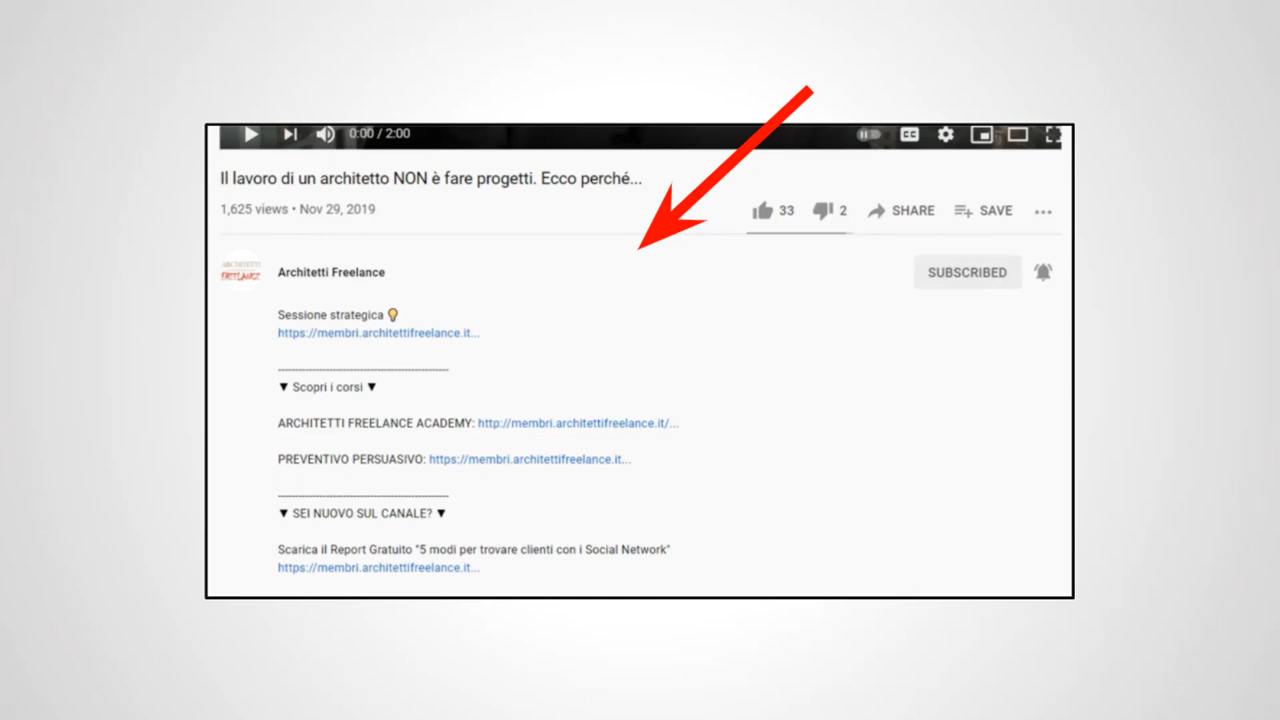 0:00 / 2:00
CC
Il lavoro di un architetto NON è fare progetti. Ecco perché...
1,625 views • Nov 29, 2019
33
2
SHARE
SAVE
ARCHITETTI
FREELANCE
Architetti Freelance
SUBSCRIBED
Sessione strategica 💡
https://membri.architettifreelance.it...
-----------------------------------------------------
▼ Scopri i corsi ▼
ARCHITETTI FREELANCE ACADEMY: http://membri.architettifreelance.it/...
PREVENTIVO PERSUASIVO: https://membri.architettifreelance.it...
-----------------------------------------------------
▼ SEI NUOVO SUL CANALE? ▼
Scarica il Report Gratuito "5 modi per trovare clienti con i Social Network"
https://membri.architettifreelance.it...